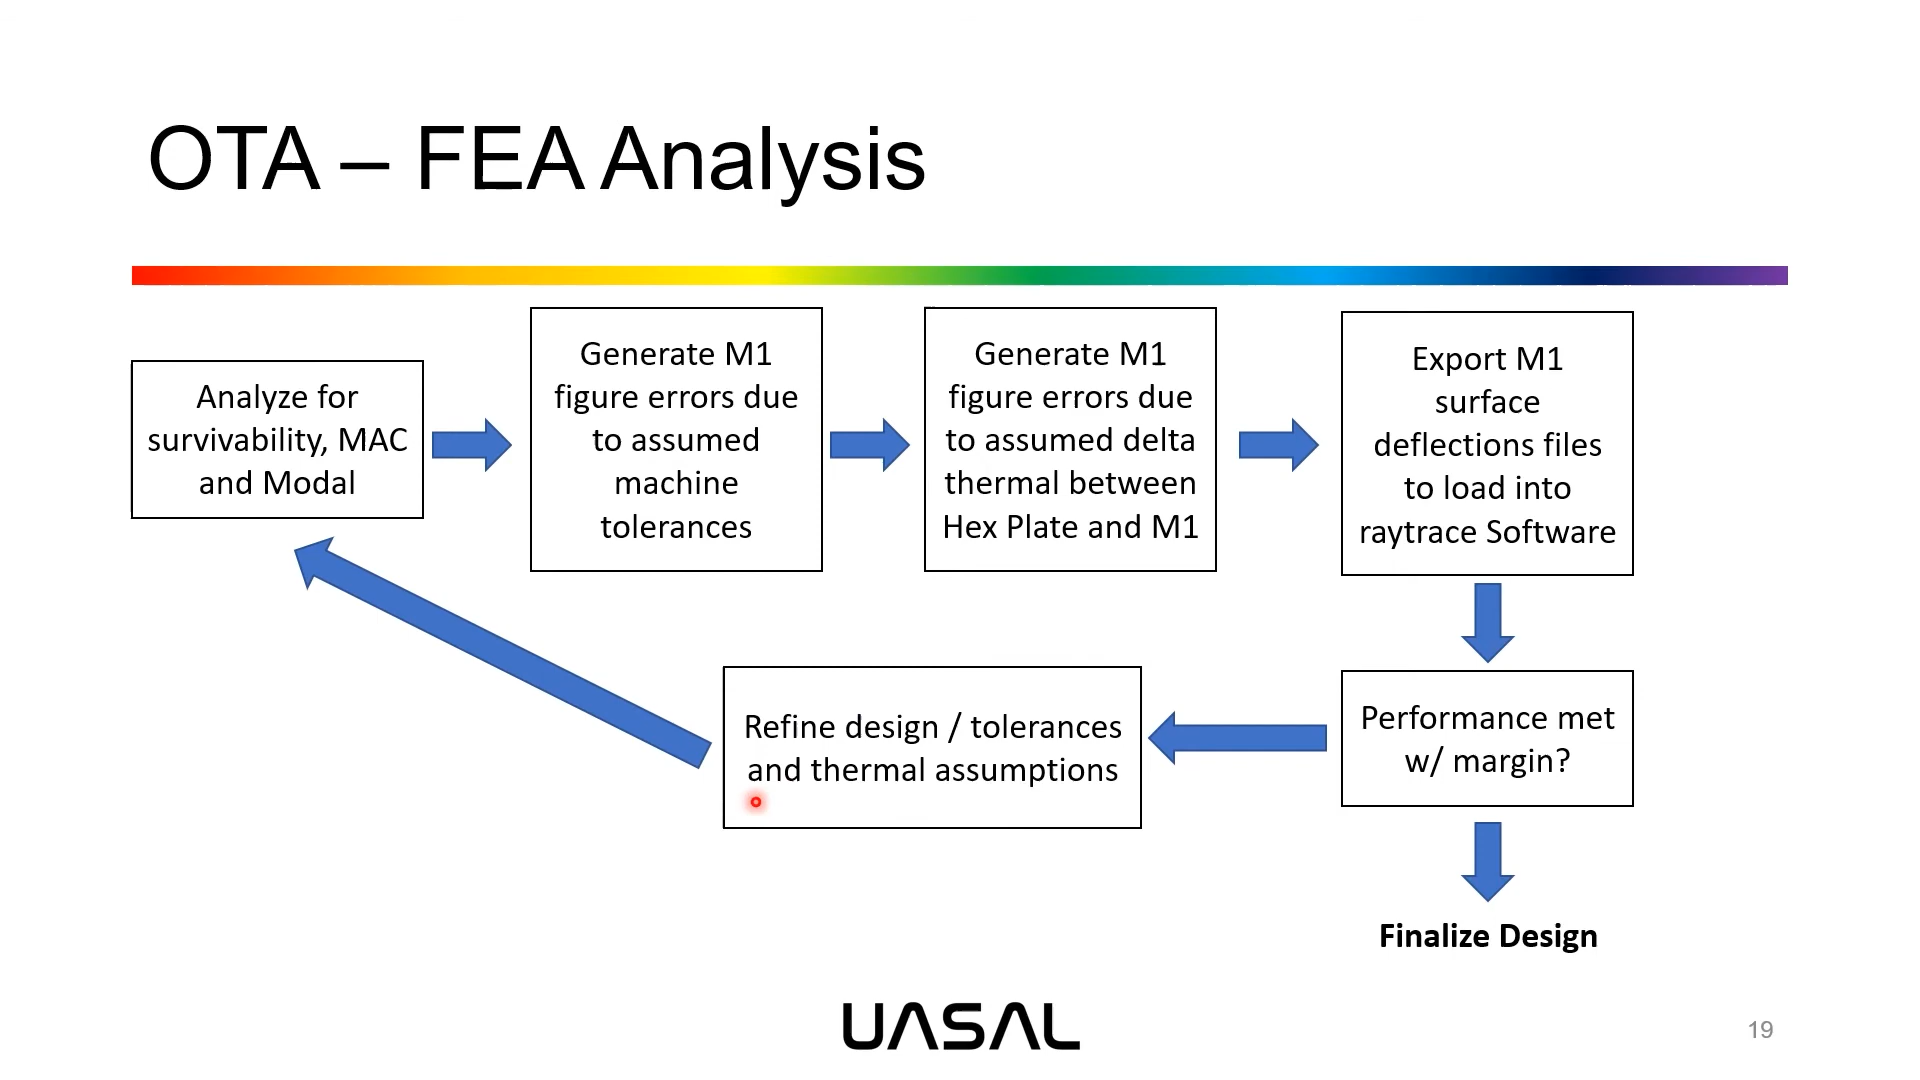 OTA – FEA Analysis
Analyze for
survivability, MAC
and Modal
Generate M1
figure errors due
to assumed
machine
tolerances
Generate M1
figure errors due
to assumed delta
thermal between
Hex Plate and M1
Export M1
surface
deflections files
to load into
raytrace Software
Performance met
w/ margin?
Refine design / tolerances
and thermal assumptions
Finalize Design
UASAL
19